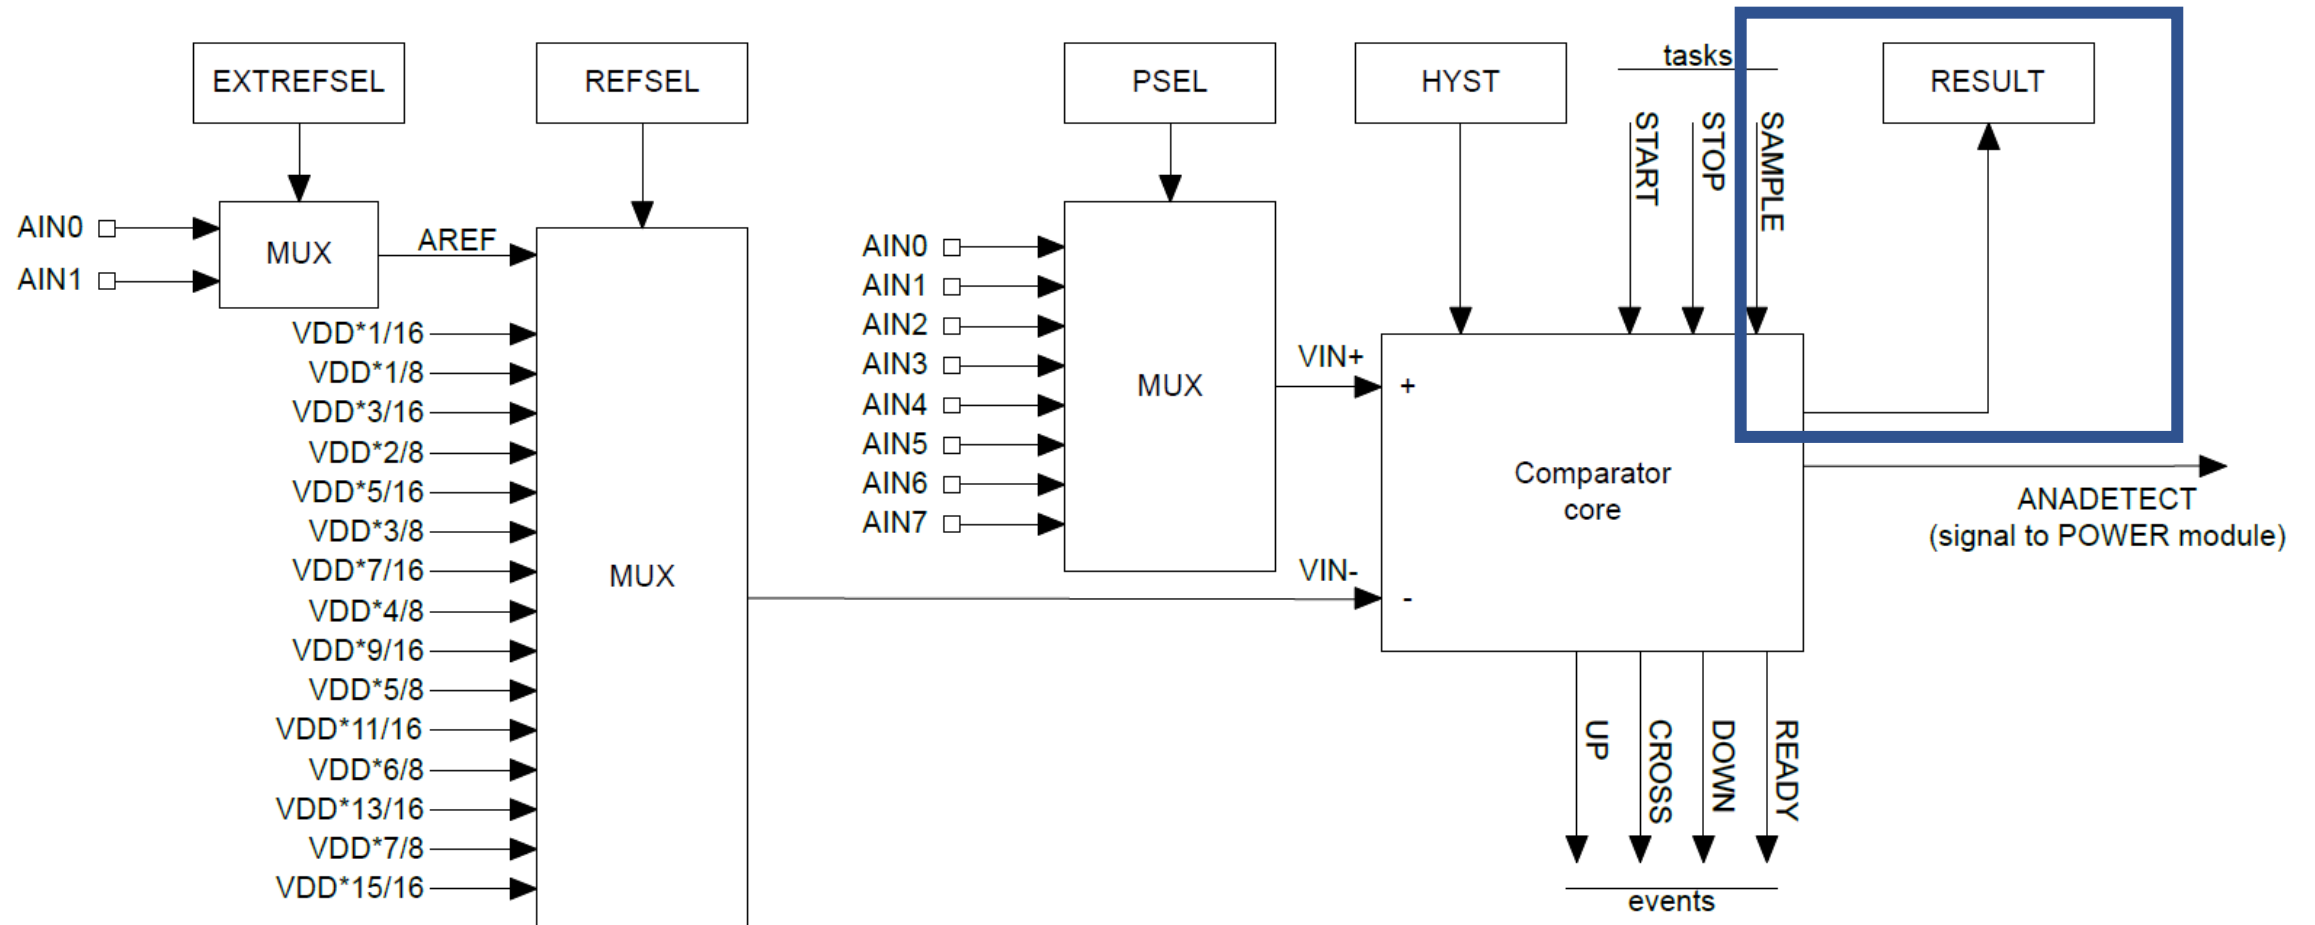 EXTREFSEL
REFSEL
PSEL
HYST
tasks
RESULT
START
STOP
SAMPLE
AIN0
AIN1
MUX
AREF
VDD*1/16
VDD*1/8
VDD*3/16
VDD*2/8
VDD*5/16
VDD*3/8
VDD*7/16
VDD*4/8
VDD*9/16
VDD*5/8
VDD*11/16
VDD*6/8
VDD*13/16
VDD*7/8
VDD*15/16
MUX
AIN0
AIN1
AIN2
AIN3
AIN4
AIN5
AIN6
AIN7
MUX
VIN+
VIN-
+
-
Comparator
core
ANADETECT
(signal to POWER module)
UP
CROSS
DOWN
READY
events